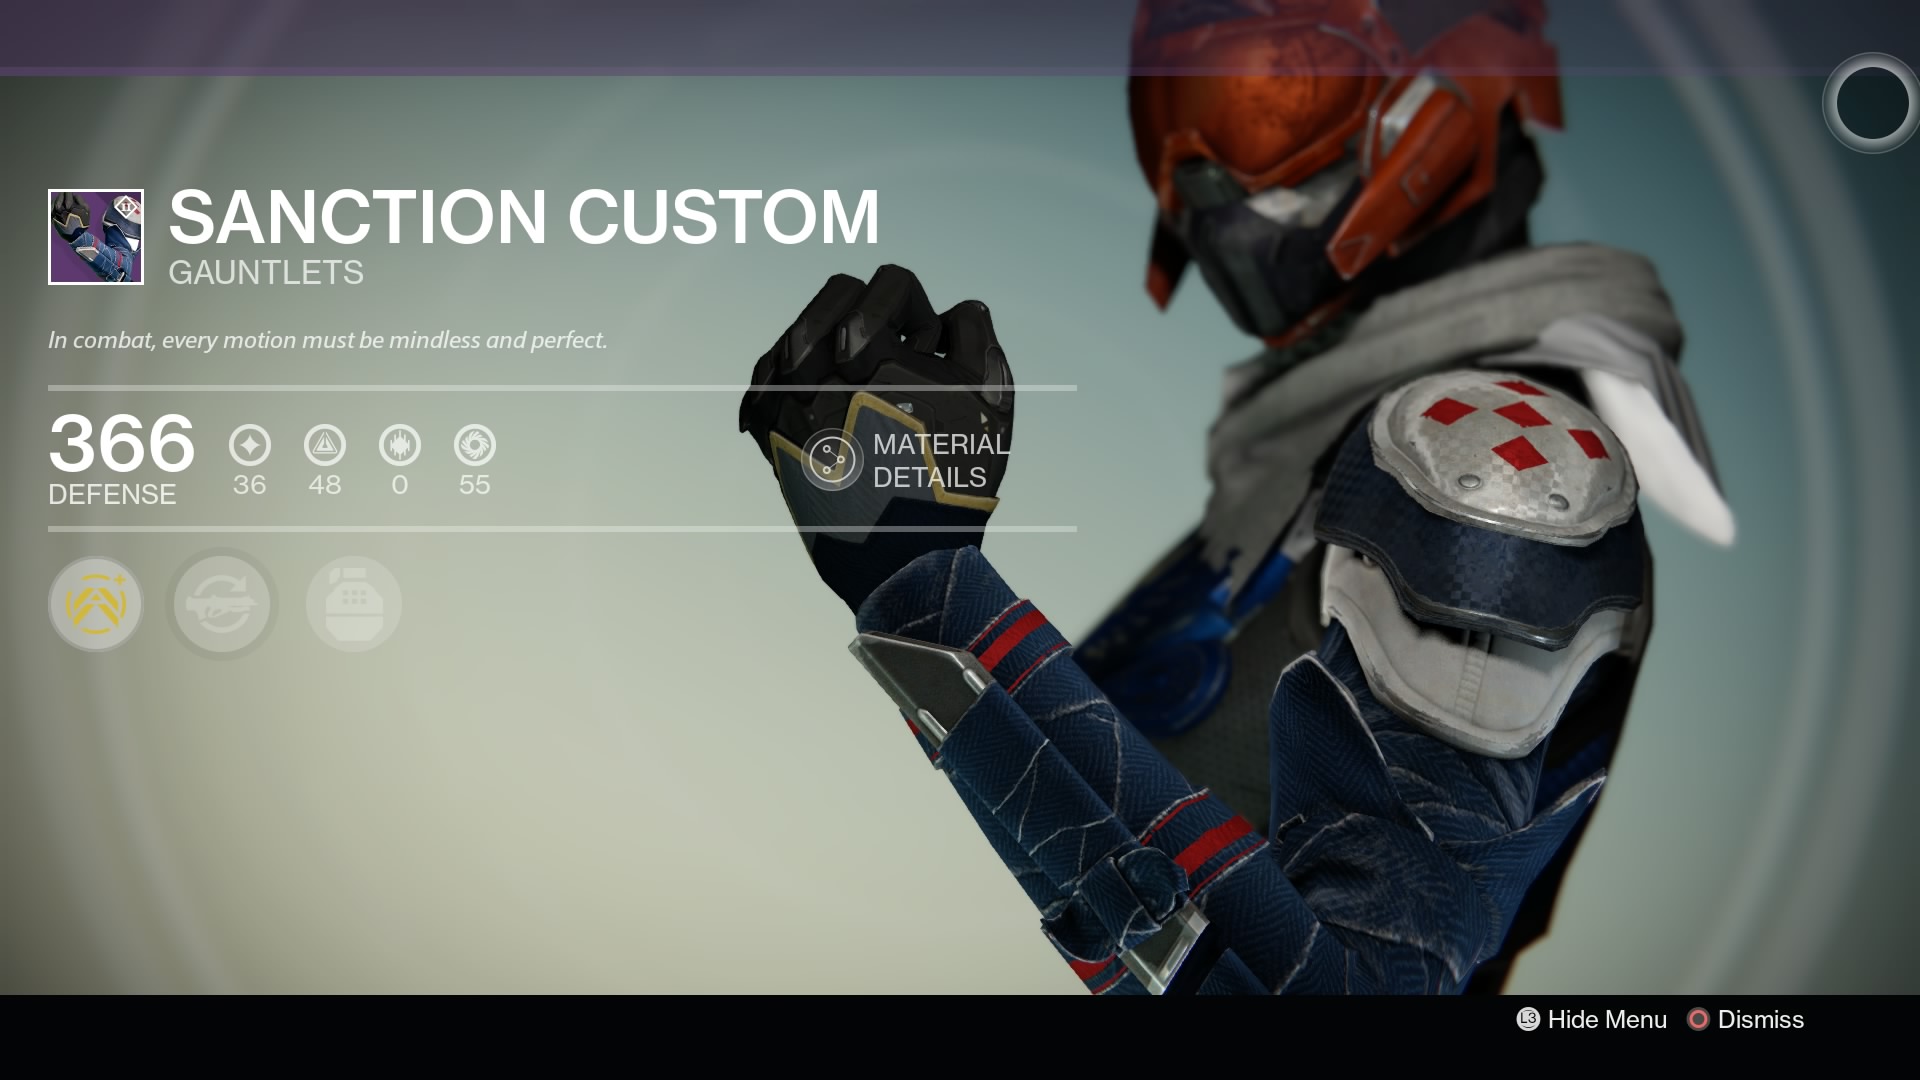 SANCTION CUSTOM
GAUNTLETS
In combat, every motion must be mindless and perfect.
366
DEFENSE
36
48
0
55
MATERIAL
DETAILS
L3 Hide Menu
Dismiss